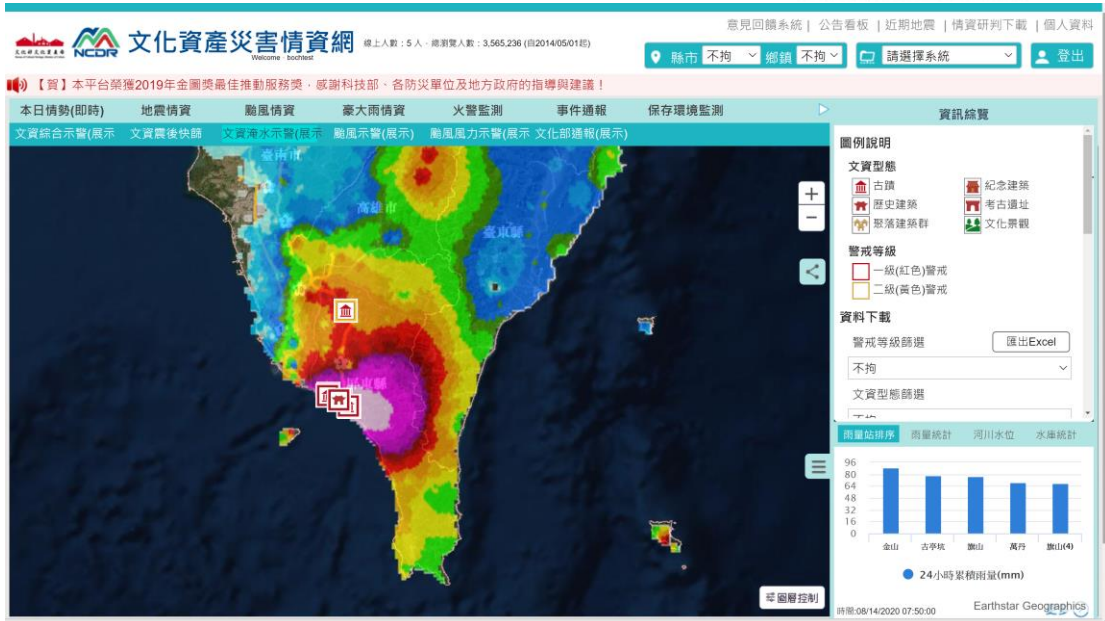 意見回饋系統 | 公告看板 | 近期地震 | 情資研判下載 | 個人資料
NCDR 文化資產災害情資網 線上人數：5 人 · 總瀏覽人數：3,565,236 (自2014/05/01起)
Welcome - bochtest
縣市 不拘 鄉鎮 不拘 請選擇系統 登出
【賀】本平台榮獲2019年金圖獎最佳推動服務獎，感謝科技部、各防災單位及地方政府的指導與建議！
本日情勢(即時) 地震情資 颱風情資 豪大雨情資 火警監測 事件通報 保存環境監測
文資綜合示警(展示 文資震後快篩 文資淹水示警(展示 颱風示警(展示) 颱風風力示警(展示 文化部通報(展示)
臺南市
高雄市
臺東縣
屏東縣
+
−
圖層控制
資訊綜覽
圖例說明
文資型態
古蹟 紀念建築
歷史建築 考古遺址
聚落建築群 文化景觀
警戒等級
一級(紅色)警戒
二級(黃色)警戒
資料下載
警戒等級篩選 匯出Excel
不拘
文資型態篩選
雨量站排序 雨量統計 河川水位 水庫統計
96
80
64
48
32
16
0
金山 古亭坑 旗山 萬丹 旗山(4)
24小時累積雨量(mm)
時間:08/14/2020 07:50:00 Earthstar Geographics